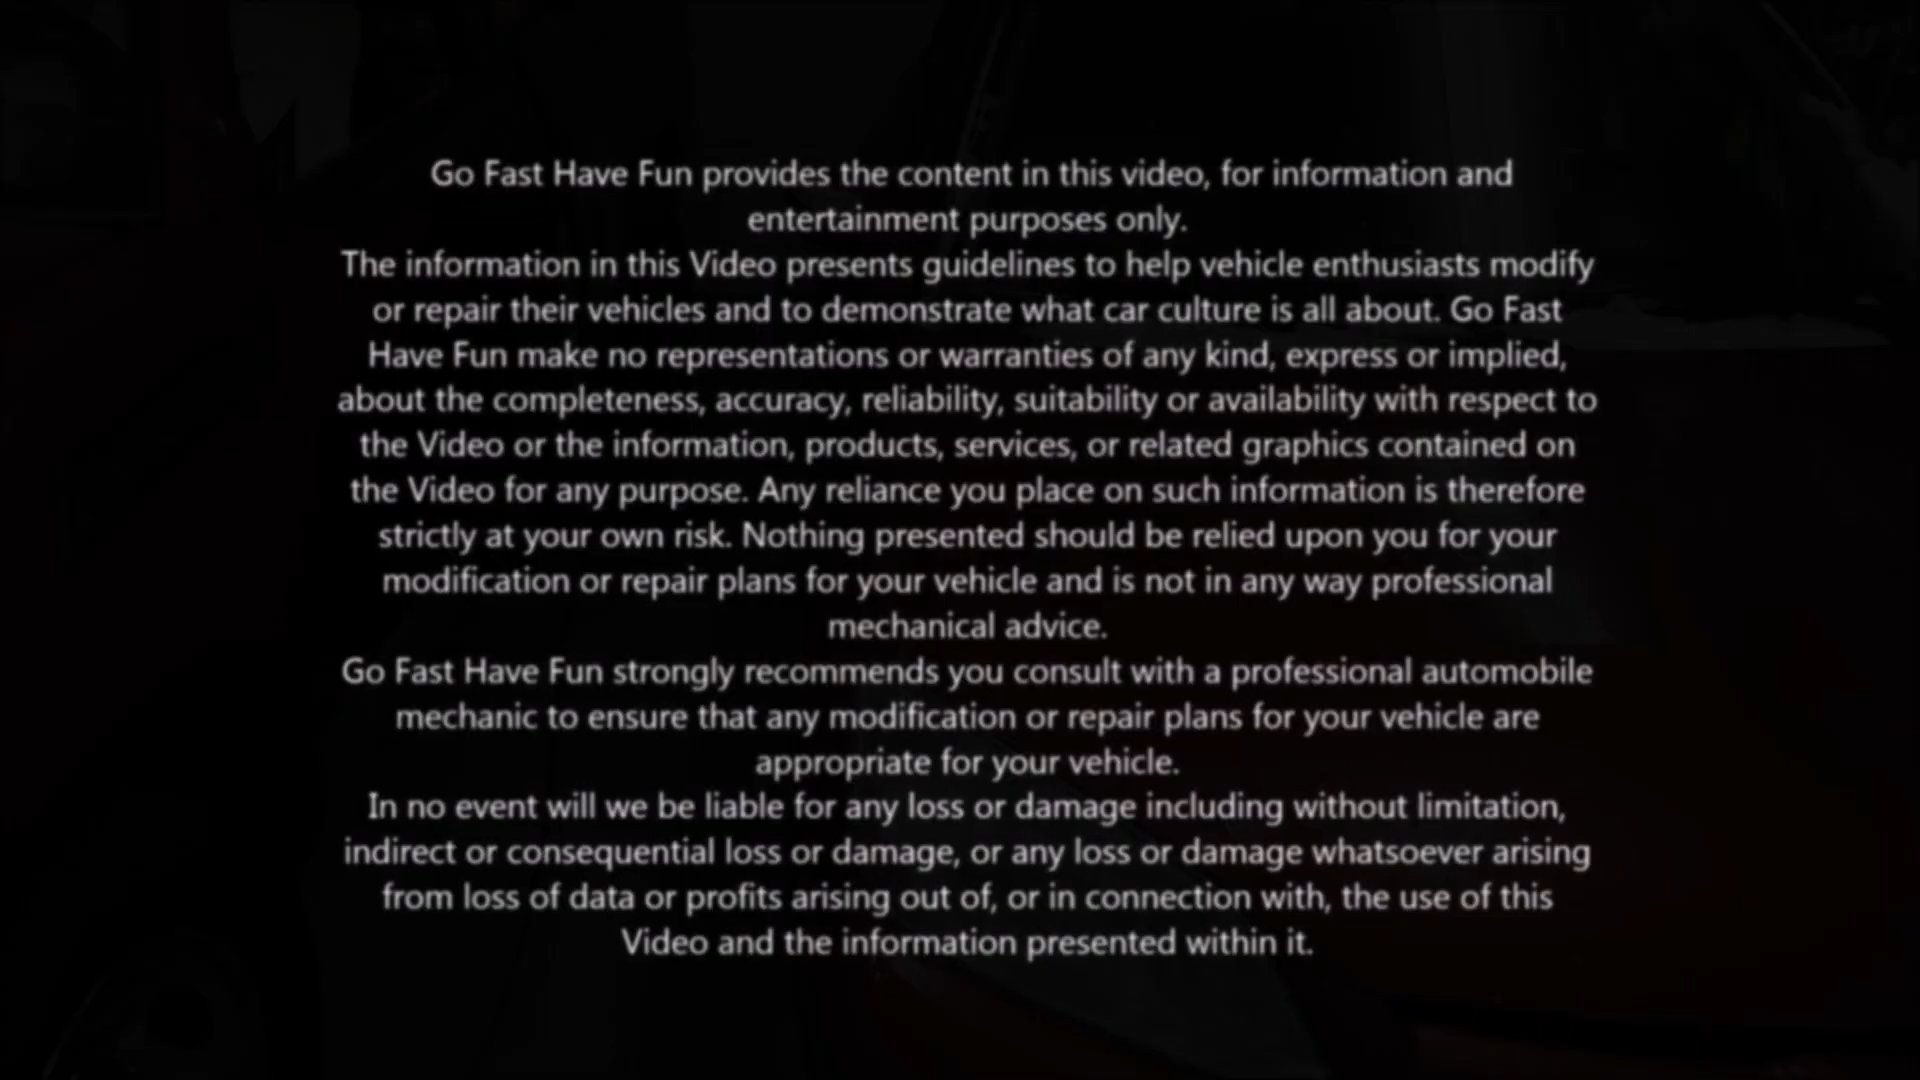 Go Fast Have Fun provides the content in this video, for information and
entertainment purposes only.
The information in this Video presents guidelines to help vehicle enthusiasts modify
or repair their vehicles and to demonstrate what car culture is all about. Go Fast
Have Fun make no representations or warranties of any kind, express or implied,
about the completeness, accuracy, reliability, suitability or availability with respect to
the Video or the information, products, services, or related graphics contained on
the Video for any purpose. Any reliance you place on such information is therefore
strictly at your own risk. Nothing presented should be relied upon you for your
modification or repair plans for your vehicle and is not in any way professional
mechanical advice.
Go Fast Have Fun strongly recommends you consult with a professional automobile
mechanic to ensure that any modification or repair plans for your vehicle are
appropriate for your vehicle.
In no event will we be liable for any loss or damage including without limitation,
indirect or consequential loss or damage, or any loss or damage whatsoever arising
from loss of data or profits arising out of, or in connection with, the use of this
Video and the information presented within it.